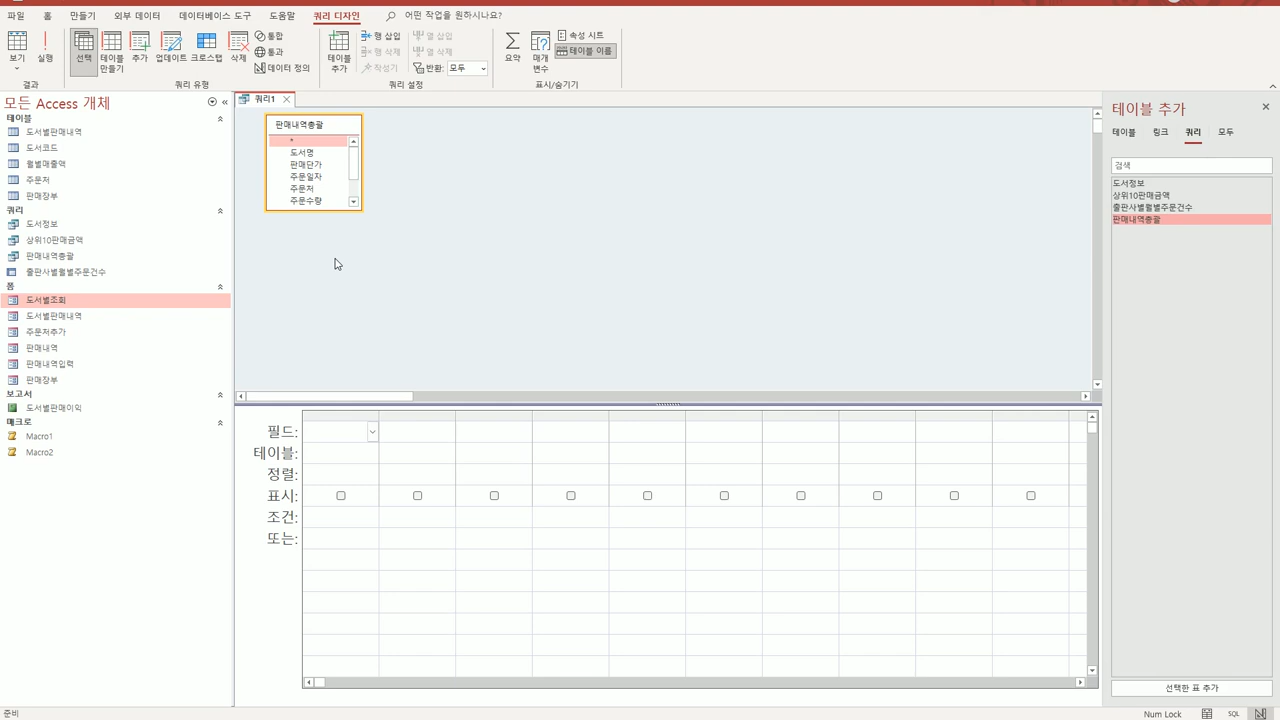 파일 홈 만들기 외부 데이터 데이터베이스 도구 도움말 쿼리 디자인 어떤 작업을 원하시나요?
보기 실행 선택 테이블 만들기 추가 업데이트 크로스탭 삭제 통합 통과 데이터 정의 테이블 추가 행 삽입 행 삭제 작성기 열 삽입 열 삭제 반환: 모두 요약 매개 변수 속성 시트 테이블 이름
결과 쿼리 유형 쿼리 설정 표시/숨기기
모든 Access 개체
테이블
도서별판매내역
도서코드
월별매출액
주문처
판매장부
쿼리
도서정보
상위10판매금액
판매내역총괄
출판사별월별주문건수
폼
도서별조회
도서별판매내역
주문처추가
판매내역
판매내역입력
판매장부
보고서
도서별판매이익
매크로
Macro1
Macro2
쿼리1
판매내역총괄
*
도서명
판매단가
주문일자
주문처
주문수량
필드:
테이블:
정렬:
표시:
조건:
또는:
테이블 추가
테이블 링크 쿼리 모두
검색
도서정보
상위10판매금액
출판사별월별주문건수
판매내역총괄
선택한 표 추가
준비
Num Lock
SQL